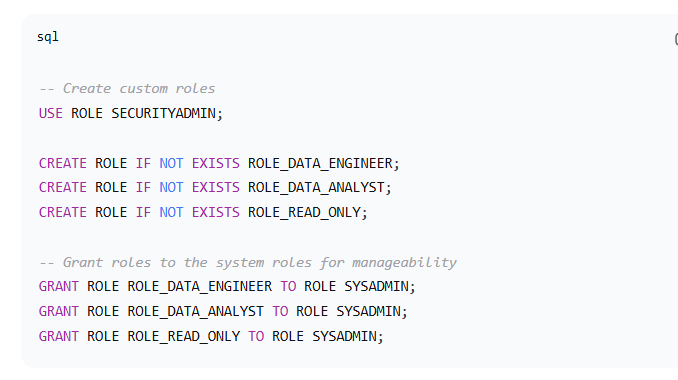 sql
-- Create custom roles
USE ROLE SECURITYADMIN;
CREATE ROLE IF NOT EXISTS ROLE_DATA_ENGINEER;
CREATE ROLE IF NOT EXISTS ROLE_DATA_ANALYST;
CREATE ROLE IF NOT EXISTS ROLE_READ_ONLY;
-- Grant roles to the system roles for manageability
GRANT ROLE ROLE_DATA_ENGINEER TO ROLE SYSADMIN;
GRANT ROLE ROLE_DATA_ANALYST TO ROLE SYSADMIN;
GRANT ROLE ROLE_READ_ONLY TO ROLE SYSADMIN;